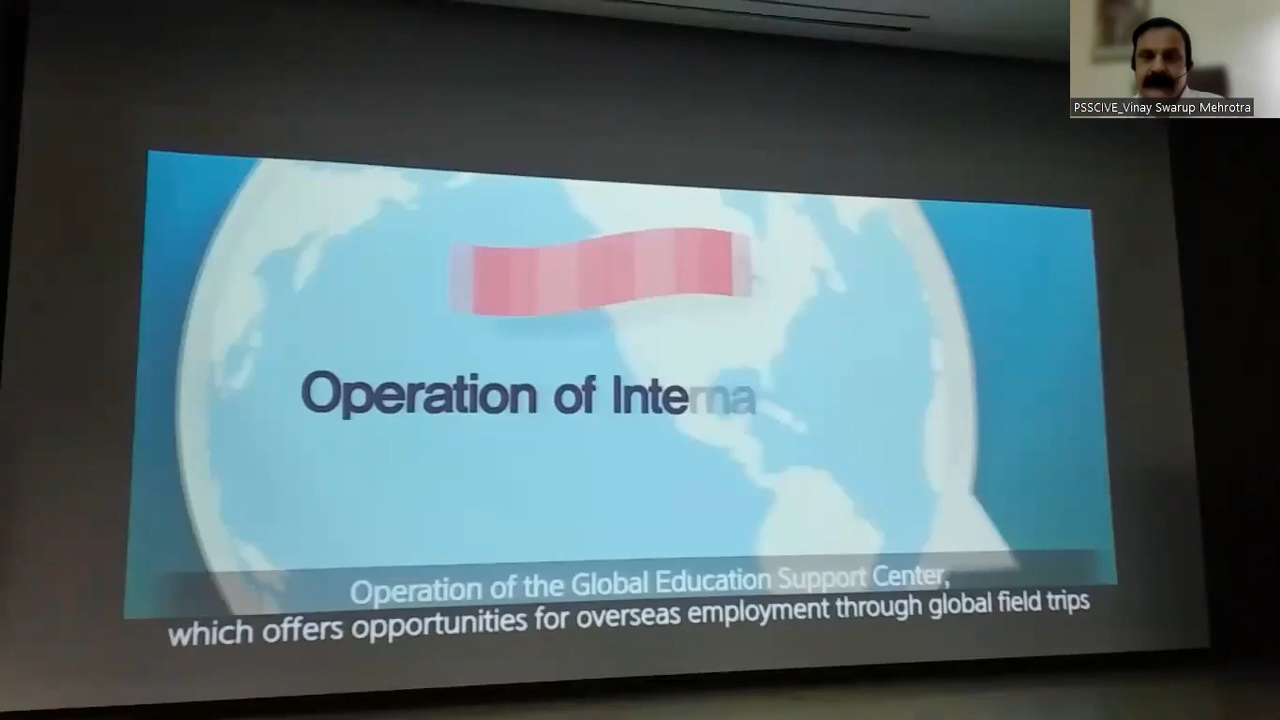 PSSCIVE_Vinay Swarup Mehrotra
Operation of Interna
Operation of the Global Education Support Center,
which offers opportunities for overseas employment through global field trips